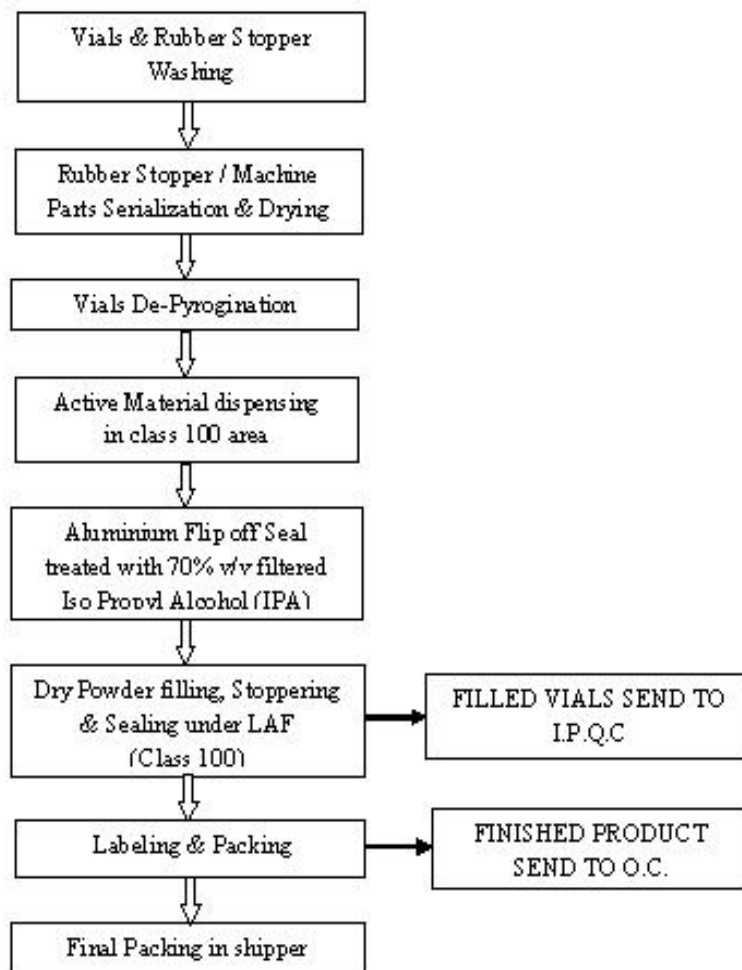 Vials & Rubber Stopper
Washing
Rubber Stopper / Machine
Parts Serialization & Drying
Vials De-Pyrogination
Active Material dispensing
in class 100 area
Aluminium Flip off Seal
treated with 70% v/v filtered
Iso Propyl Alcohol (IPA)
Dry Powder filling, Stoppering
& Sealing under LAF
(Class 100)
FILLED VIALS SEND TO
I.P.Q.C
Labeling & Packing
FINISHED PRODUCT
SEND TO O.C.
Final Packing in shipper